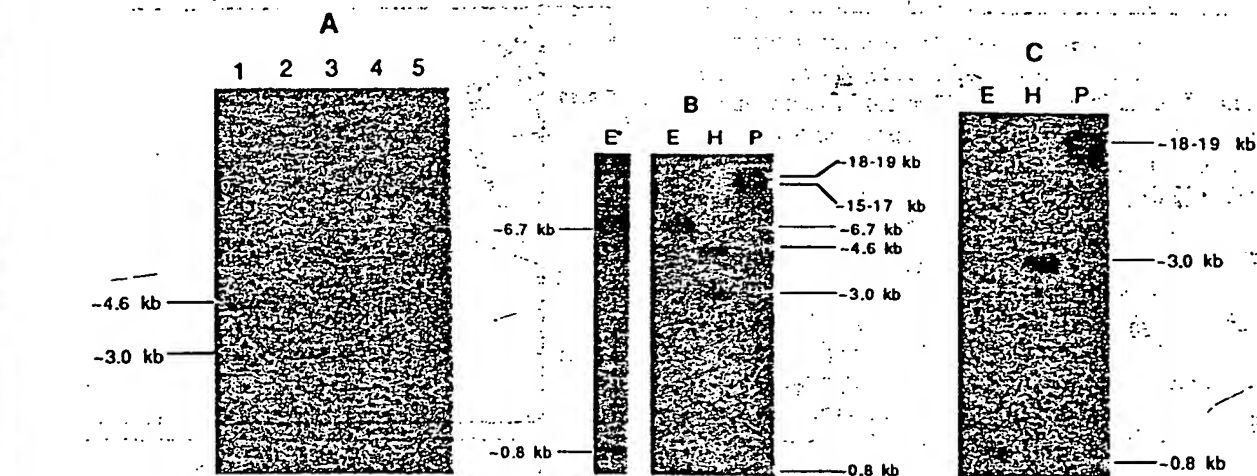 A
1 2 3 4 5
~4.6 kb
~3.0 kb
B
E* E H P
~18-19 kb
~15-17 kb
~6.7 kb
~6.7 kb
~4.6 kb
~3.0 kb
~0.8 kb
0.8 kb
C
E H P
~18-19 kb
~3.0 kb
~0.8 kb